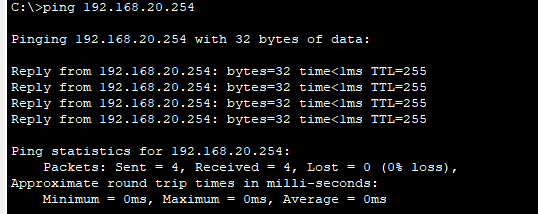 C:\>ping 192.168.20.254
Pinging 192.168.20.254 with 32 bytes of data:
Reply from 192.168.20.254: bytes=32 time<1ms TTL=255
Reply from 192.168.20.254: bytes=32 time<1ms TTL=255
Reply from 192.168.20.254: bytes=32 time<1ms TTL=255
Reply from 192.168.20.254: bytes=32 time<1ms TTL=255
Ping statistics for 192.168.20.254:
Packets: Sent = 4, Received = 4, Lost = 0 (0% loss),
Approximate round trip times in milli-seconds:
Minimum = 0ms, Maximum = 0ms, Average = 0ms